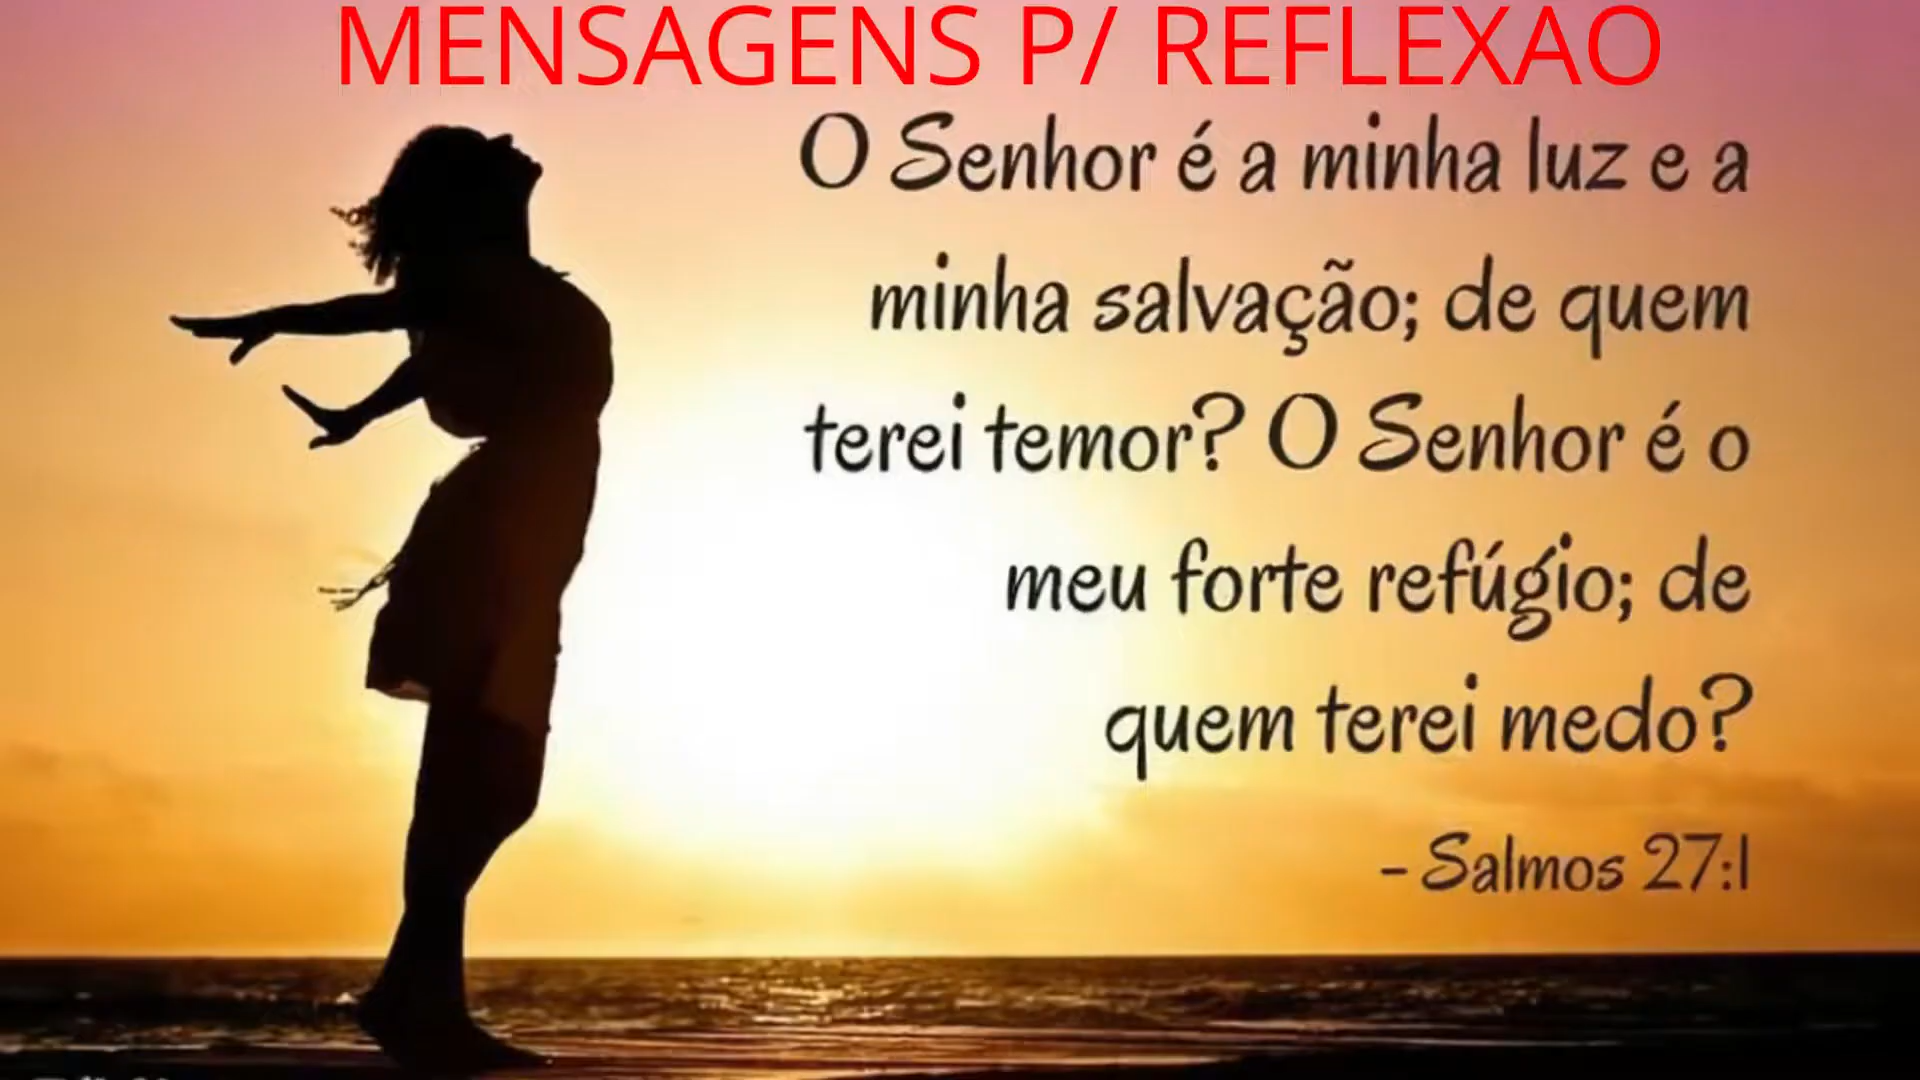 MENSAGENS P/ REFLEXAO
O Senhor é a minha luz e a
minha salvação; de quem
terei temor? O Senhor é o
meu forte refúgio; de
quem terei medo?
- Salmos 27:1